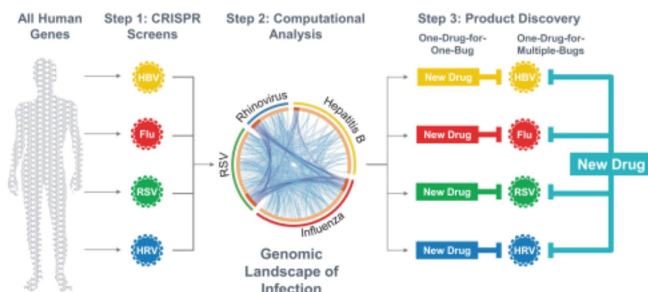 All Human
Genes
Step 1: CRISPR
Screens
Step 2: Computational
Analysis
Step 3: Product Discovery
One-Drug-for-
One-Bug
One-Drug-for-
Multiple-Bugs
HBV
Flu
RSV
HRV
Rhinovirus
Hepatitis B
RSV
Influenza
Genomic
Landscape of
Infection
New Drug
HBV
New Drug
Flu
New Drug
RSV
New Drug
HRV
New Drug